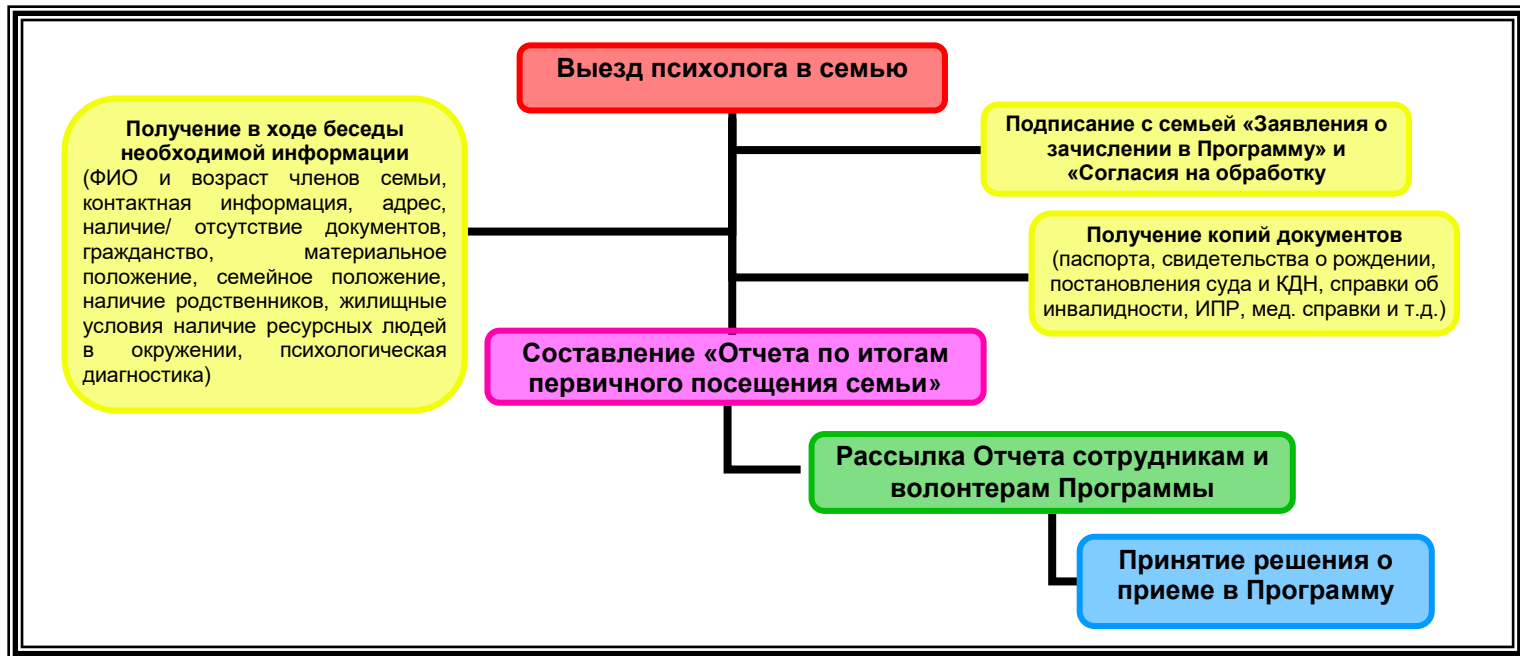 Выезд психолога в семью
Получение в ходе беседы
необходимой информации
(ФИО и возраст членов семьи,
контактная информация, адрес,
наличие/ отсутствие документов,
гражданство, материальное
положение, семейное положение,
наличие родственников, жилищные
условия наличие ресурсных людей
в окружении, психологическая
диагностика)
Подписание с семьей «Заявления о
зачислении в Программу» и
«Согласия на обработку
Получение копий документов
(паспорта, свидетельства о рождении,
постановления суда и КДН, справки об
инвалидности, ИПР, мед. справки и т.д.)
Составление «Отчета по итогам
первичного посещения семьи»
Рассылка Отчета сотрудникам и
волонтерам Программы
Принятие решения о
приеме в Программу